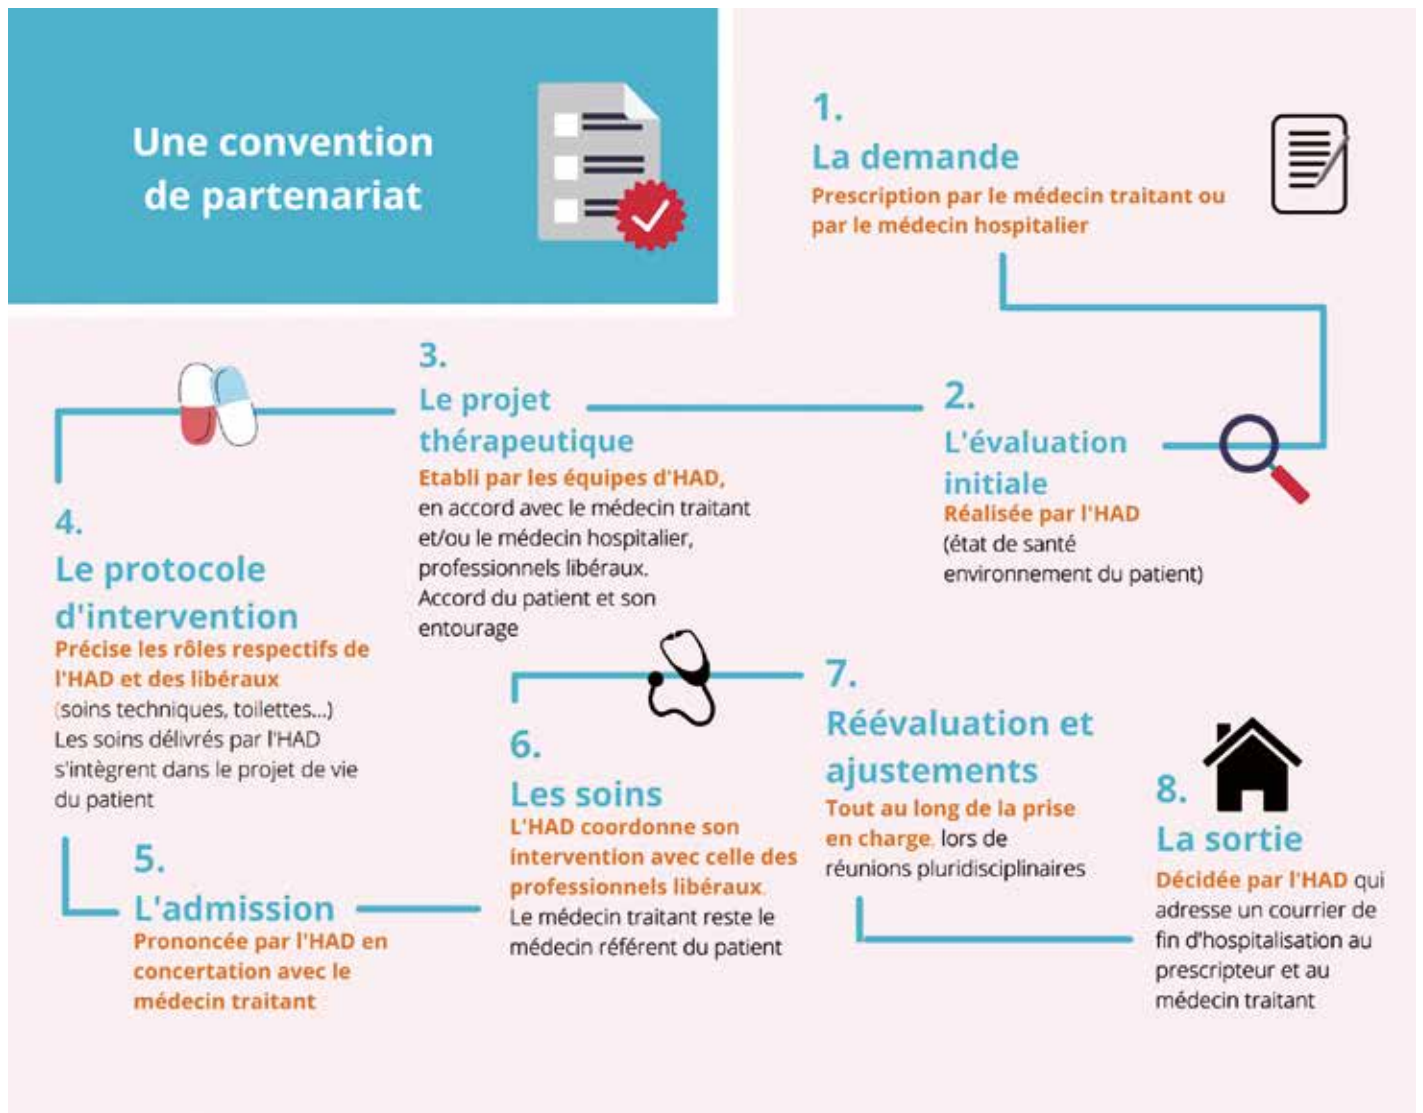 Une convention
de partenariat
1.
La demande
Prescription par le médecin traitant ou
par le médecin hospitalier
2.
L'évaluation
initiale
Réalisée par l'HAD
(état de santé
environnement du patient)
3.
Le projet
thérapeutique
Etabli par les équipes d'HAD,
en accord avec le médecin traitant
et/ou le médecin hospitalier,
professionnels libéraux.
Accord du patient et son
entourage
4.
Le protocole
d'intervention
Précise les rôles respectifs de
l'HAD et des libéraux
(soins techniques, toilettes...)
Les soins délivrés par l'HAD
s'intègrent dans le projet de vie
du patient
5.
L'admission
Prononcée par l'HAD en
concertation avec le
médecin traitant
6.
Les soins
L'HAD coordonne son
intervention avec celle des
professionnels libéraux.
Le médecin traitant reste le
médecin référent du patient
7.
Réévaluation et
ajustements
Tout au long de la prise
en charge, lors de
réunions pluridisciplinaires
8.
La sortie
Décidée par l'HAD qui
adresse un courrier de
fin d'hospitalisation au
prescripteur et au
médecin traitant